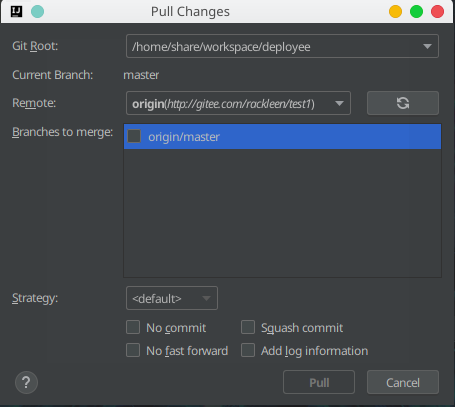 Pull Changes
Git Root: /home/share/workspace/deployee
Current Branch: master
Remote: origin(http://gitee.com/rackleen/test1)
Branches to merge: origin/master
Strategy: <default>
No commit Squash commit
No fast forward Add log information
? Pull Cancel